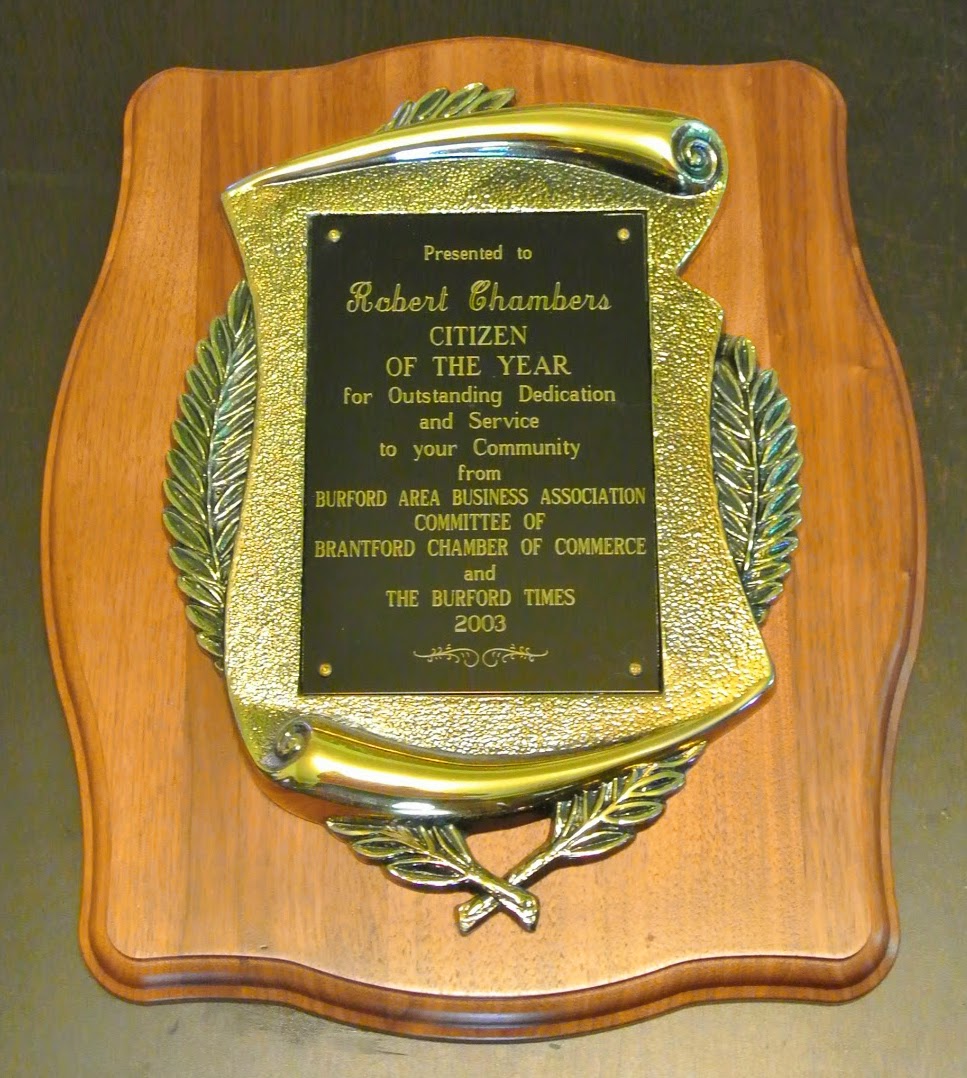 Presented to
Robert Chambers
CITIZEN
OF THE YEAR
for Outstanding Dedication
and Service
to your Community
from
BURFORD AREA BUSINESS ASSOCIATION
COMMITTEE OF
BRANTFORD CHAMBER OF COMMERCE
and
THE BURFORD TIMES
2003